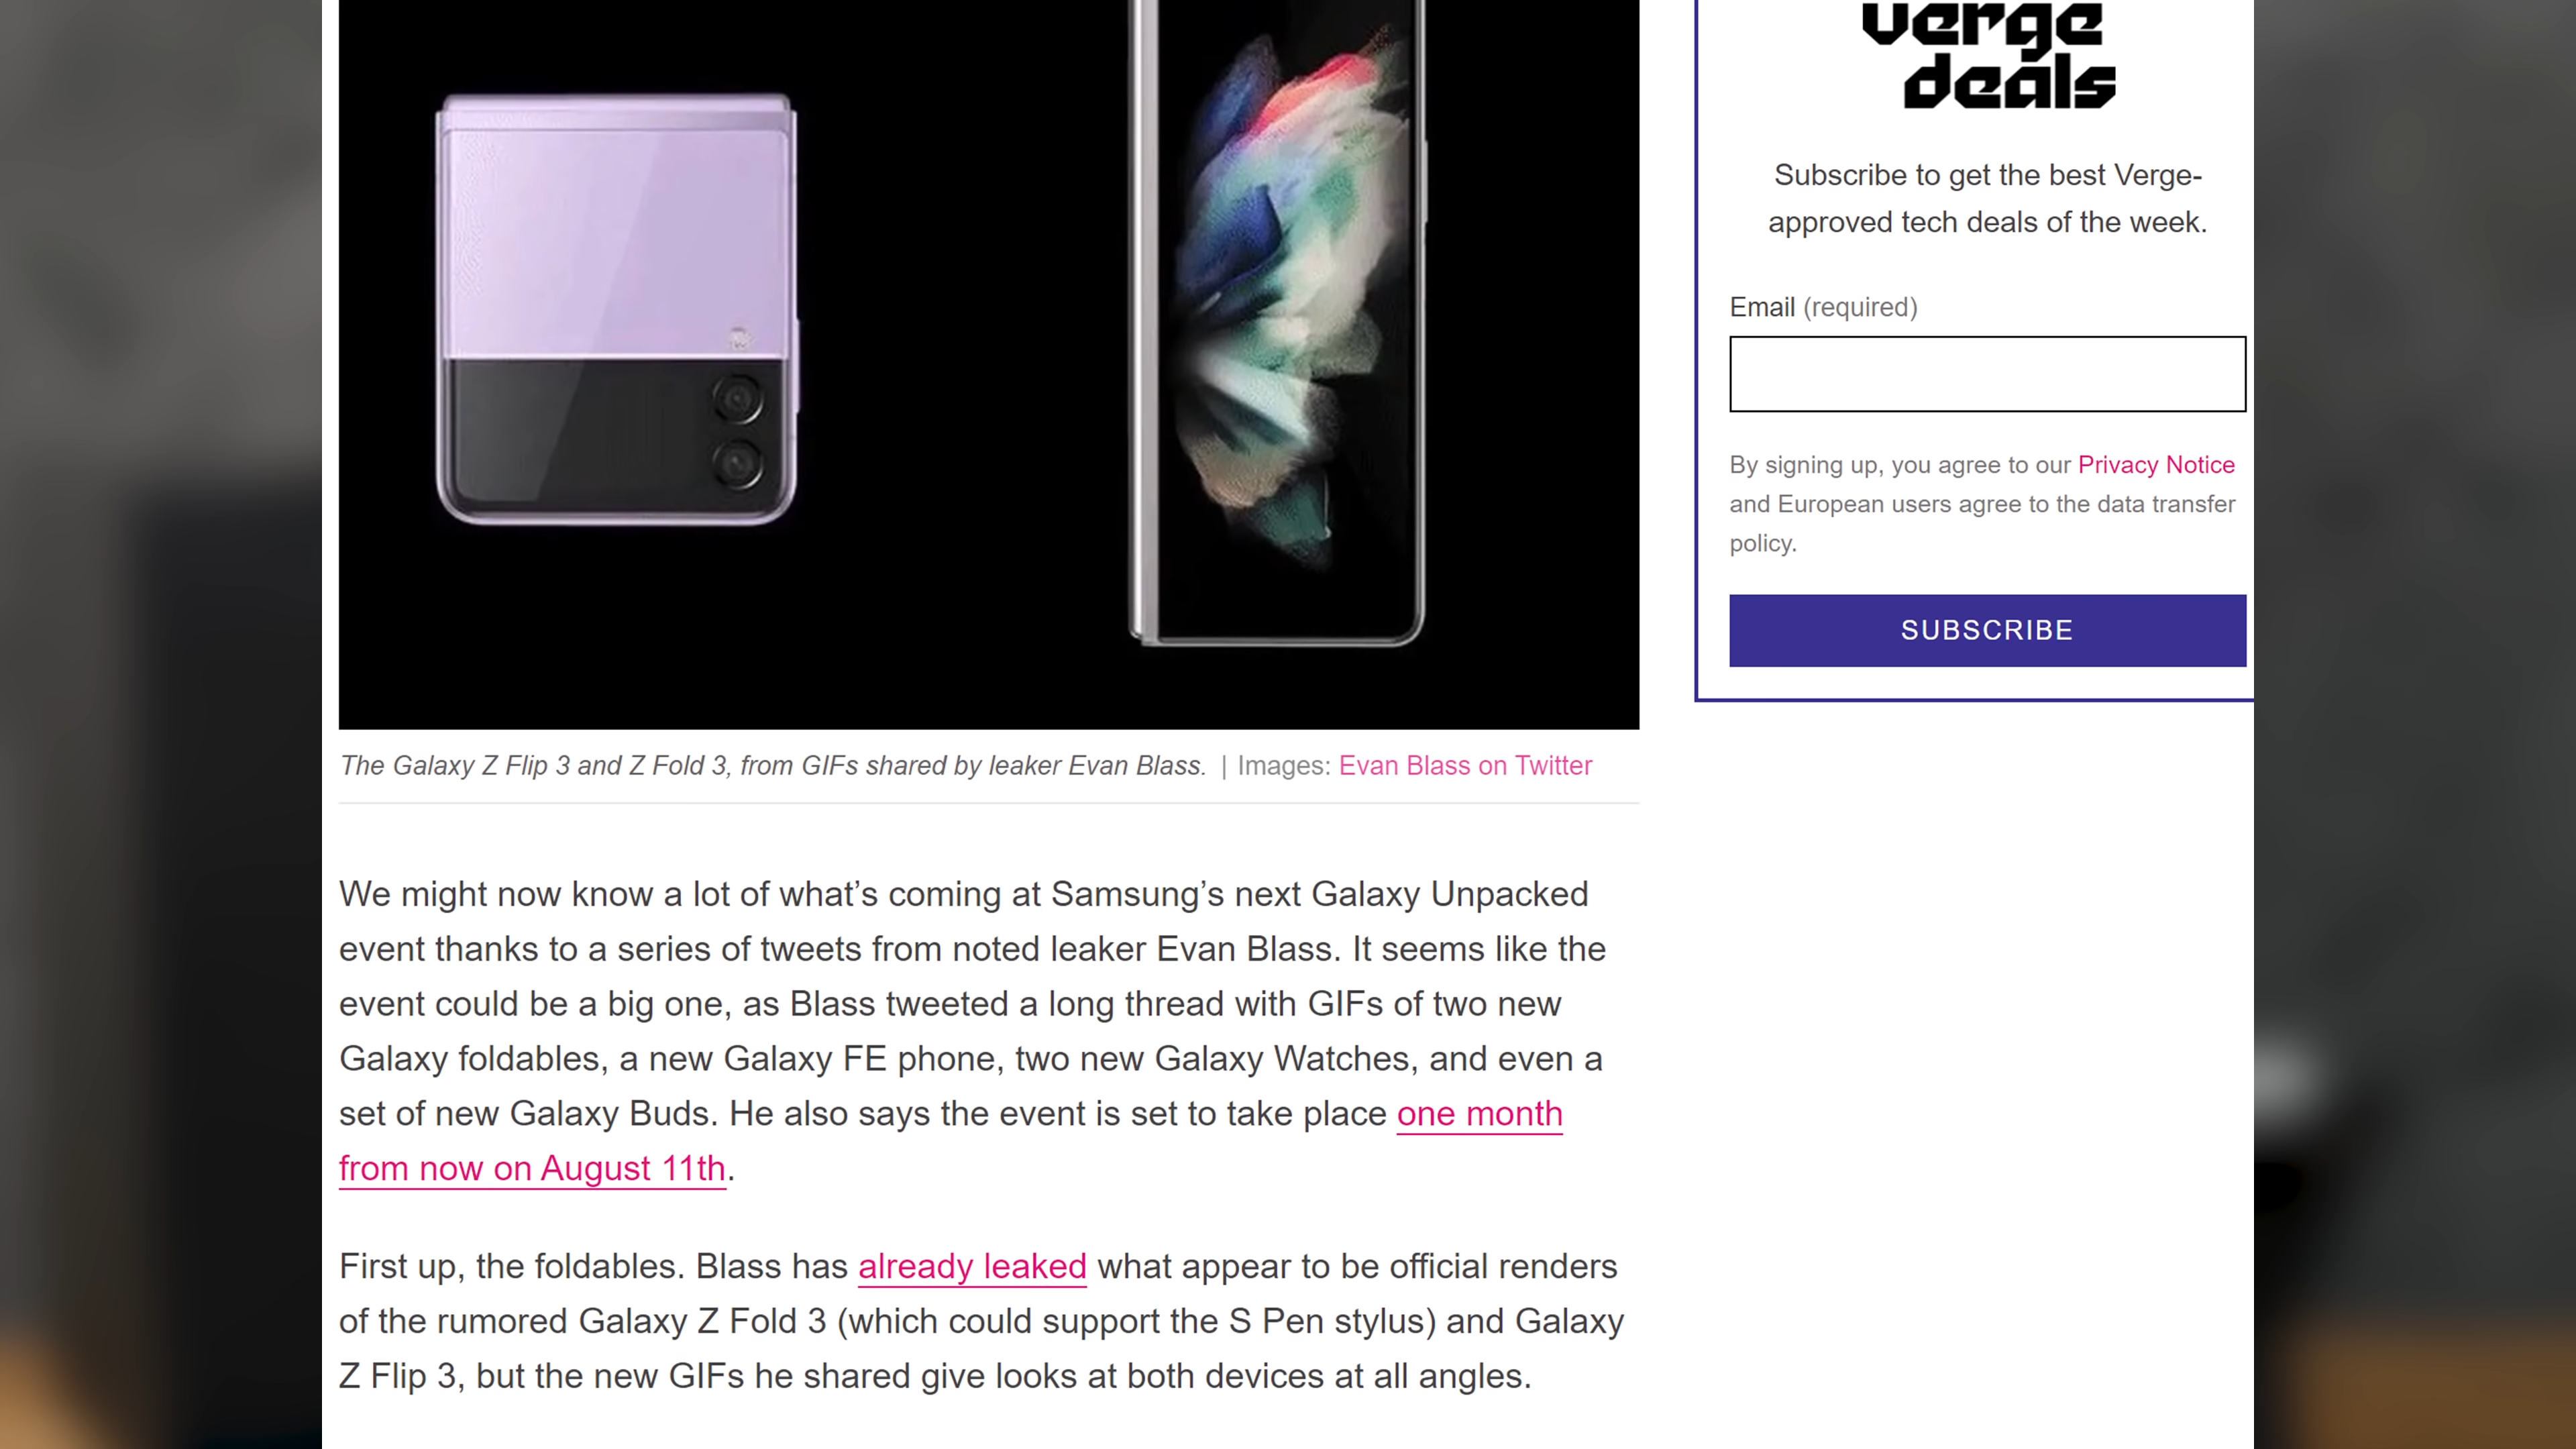 verge
deals
Subscribe to get the best Verge-
approved tech deals of the week.
Email (required)
By signing up, you agree to our Privacy Notice
and European users agree to the data transfer
policy.
SUBSCRIBE
The Galaxy Z Flip 3 and Z Fold 3, from GIFs shared by leaker Evan Blass. | Images: Evan Blass on Twitter
We might now know a lot of what’s coming at Samsung’s next Galaxy Unpacked
event thanks to a series of tweets from noted leaker Evan Blass. It seems like the
event could be a big one, as Blass tweeted a long thread with GIFs of two new
Galaxy foldables, a new Galaxy FE phone, two new Galaxy Watches, and even a
set of new Galaxy Buds. He also says the event is set to take place one month
from now on August 11th.
First up, the foldables. Blass has already leaked what appear to be official renders
of the rumored Galaxy Z Fold 3 (which could support the S Pen stylus) and Galaxy
Z Flip 3, but the new GIFs he shared give looks at both devices at all angles.